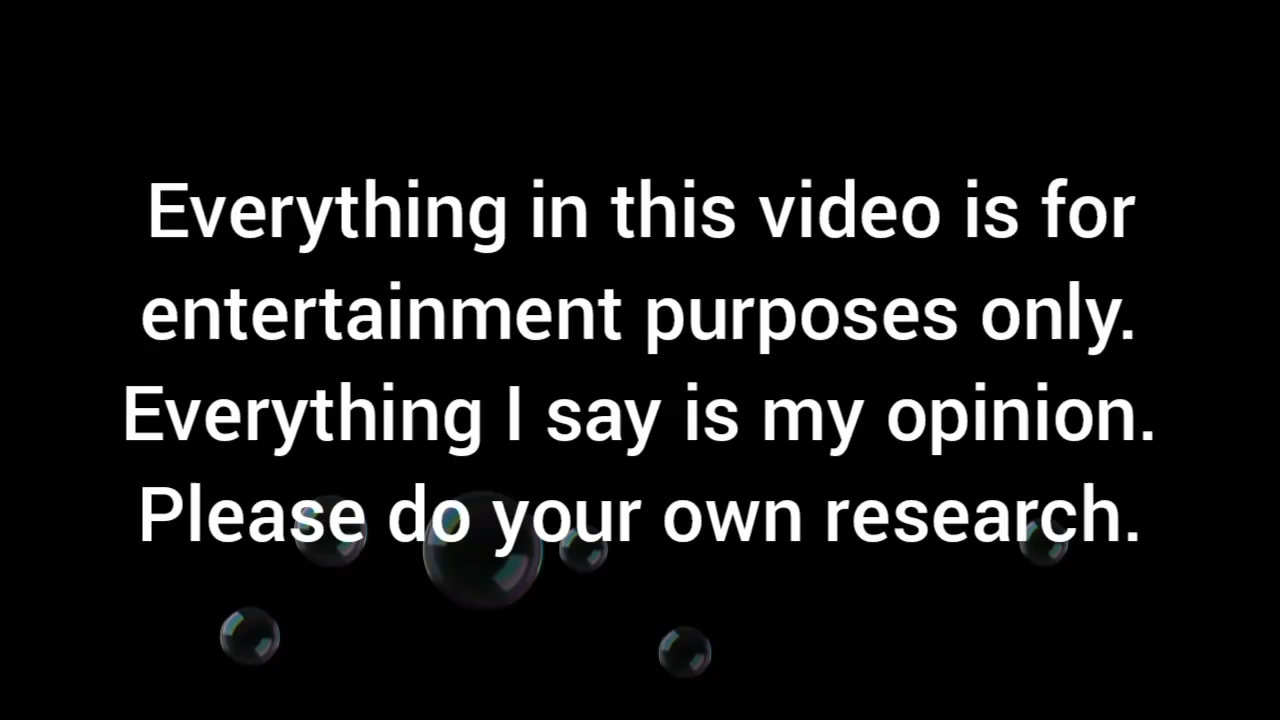 Everything in this video is for
entertainment purposes only.
Everything I say is my opinion.
Please do your own research.